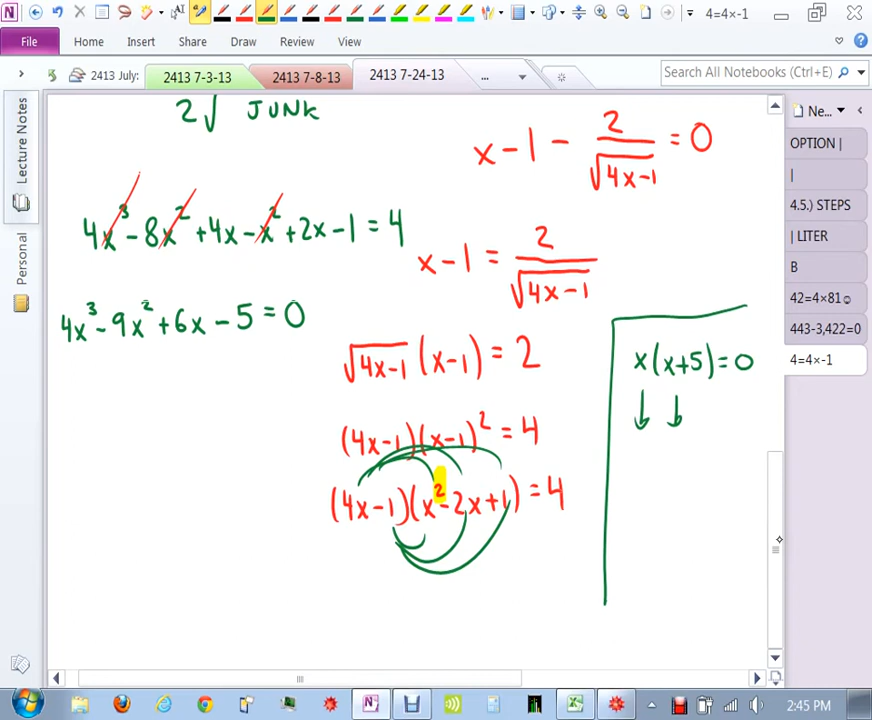 4=4×-1
File Home Insert Share Draw Review View
2413 July: 2413 7-3-13 2413 7-8-13 2413 7-24-13 ... Search All Notebooks (Ctrl+E)
Lecture Notes
Personal
2√ JUNK
4x³-8x²+4x-x²+2x-1=4
4x³-9x²+6x-5=0
x-1-2/√(4x-1)=0
x-1=2/√(4x-1)
√(4x-1)(x-1)=2
(4x-1)(x-1)²=4
(4x-1)(x²-2x+1)=4
x(x+5)=0
↓ ↓
Ne...
OPTION |
|
4.5.) STEPS
| LITER
B
42=4×81☺
443-3,422=0
4=4×-1
2:45 PM